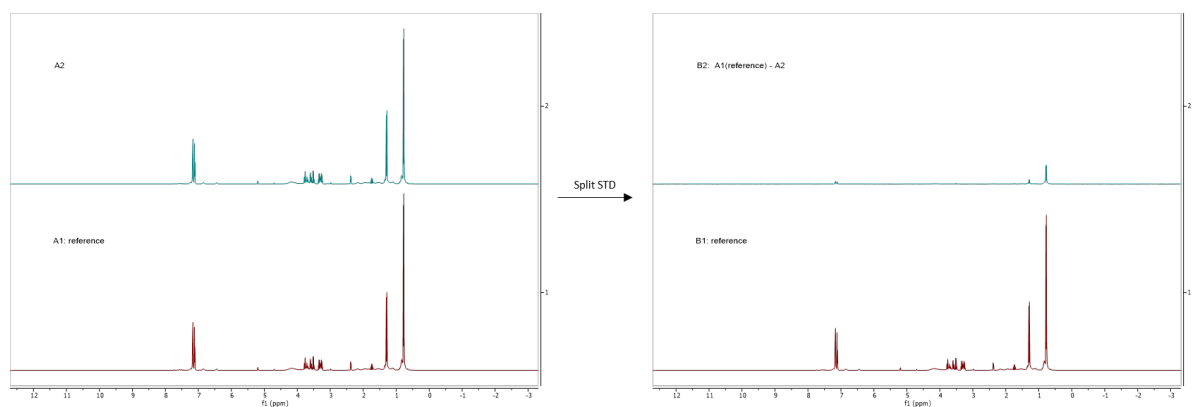 A2
2
A1: reference
1
12 11 10 9 8 7 6 5 4 3 2 1 0 -1 -2 -3
f1 (ppm)
Split STD
B2: A1(reference) - A2
2
B1: reference
1
12 11 10 9 8 7 6 5 4 3 2 1 0 -1 -2 -3
f1 (ppm)